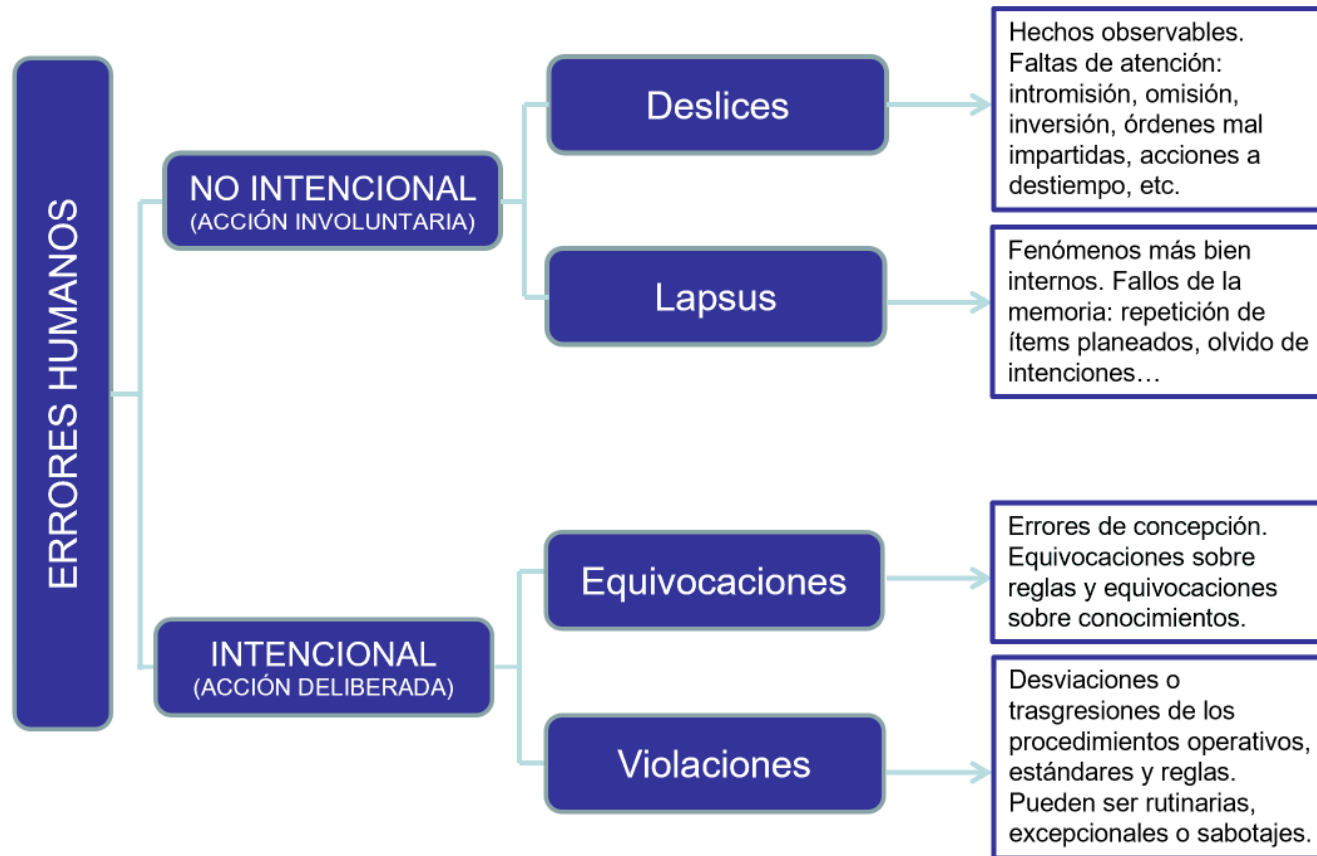 ERRORES HUMANOS
NO INTENCIONAL
(ACCIÓN INVOLUNTARIA)
Deslices
Hechos observables.
Faltas de atención:
intromisión, omisión,
inversión, órdenes mal
impartidas, acciones a
destiempo, etc.
Lapsus
Fenómenos más bien
internos. Fallos de la
memoria: repetición de
ítems planeados, olvido de
intenciones…
INTENCIONAL
(ACCIÓN DELIBERADA)
Equivocaciones
Errores de concepción.
Equivocaciones sobre
reglas y equivocaciones
sobre conocimientos.
Violaciones
Desviaciones o
trasgresiones de los
procedimientos operativos,
estándares y reglas.
Pueden ser rutinarias,
excepcionales o sabotajes.